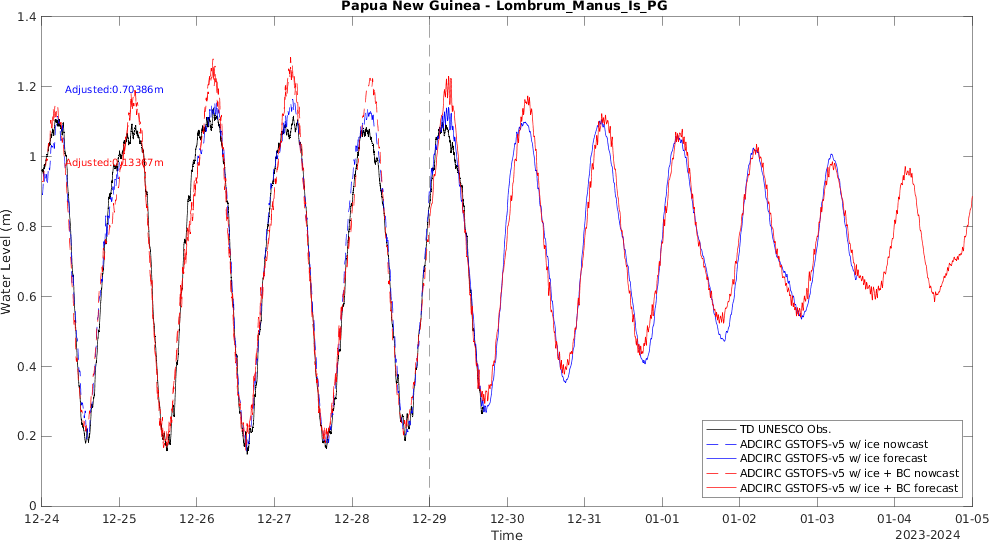 Papua New Guinea - Lombrum_Manus_Is_PG
1.4
1.2
1
0.8
0.6
0.4
0.2
0
Water Level (m)
Adjusted:0.70386m
Adjusted:0.13367m
TD UNESCO Obs.
ADCIRC GSTOFS-v5 w/ ice nowcast
ADCIRC GSTOFS-v5 w/ ice forecast
ADCIRC GSTOFS-v5 w/ ice + BC nowcast
ADCIRC GSTOFS-v5 w/ ice + BC forecast
12-24 12-25 12-26 12-27 12-28 12-29 12-30 12-31 01-01 01-02 01-03 01-04 01-05
Time
2023-2024